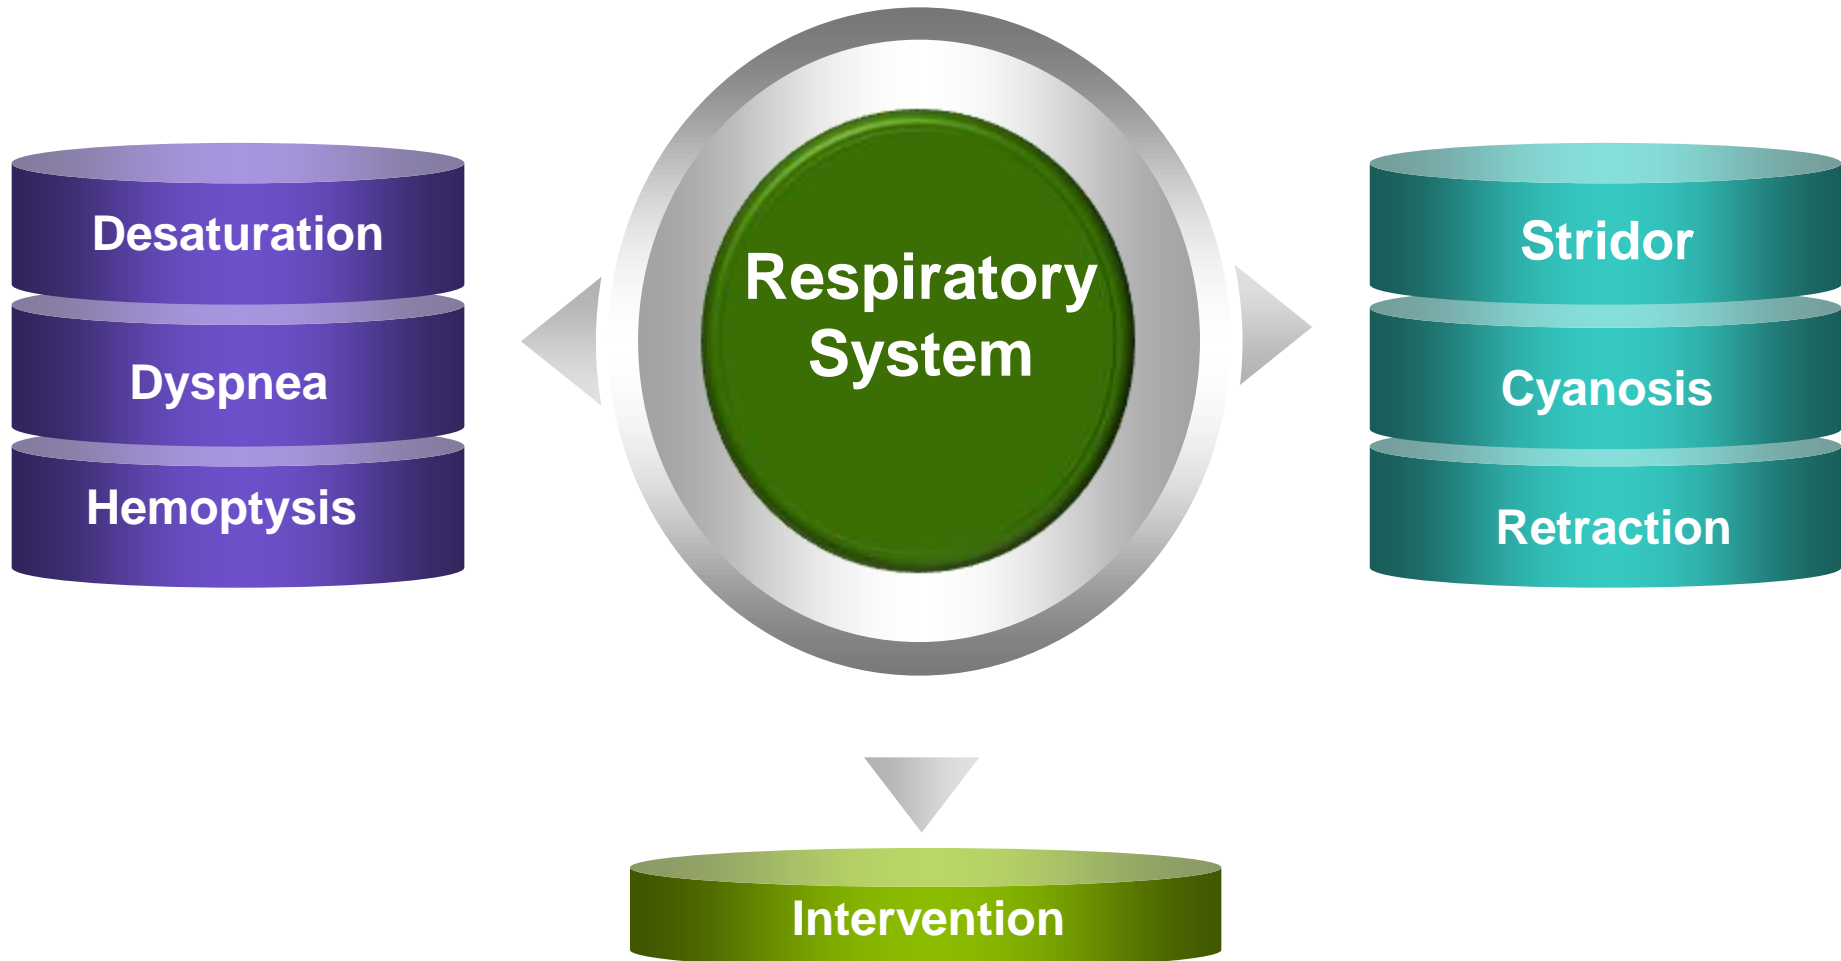 Desaturation
Dyspnea
Hemoptysis
Respiratory
System
Stridor
Cyanosis
Retraction
Intervention